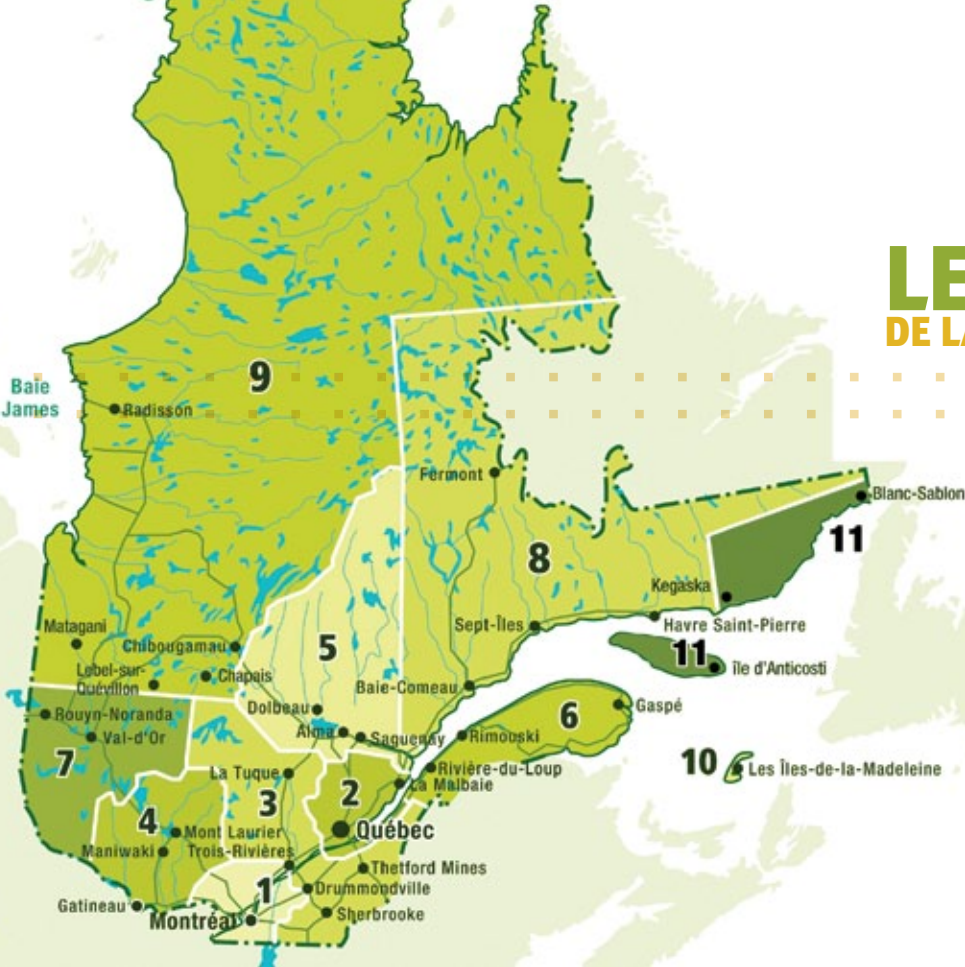 LE
DE LA
9
Baie
James
Radisson
Fermont
Blanc-Sablon
11
8
Kegaska
Matagani
Sept-Îles
Havre Saint-Pierre
Chibougamau
5
11
île d'Anticosti
Lebel-sur-
Quévillon
Chapais
Baie-Comeau
Dolbeau
6
Gaspé
Rouyn-Noranda
Val-d'Or
Alma
Saguenay
Rimouski
7
10
Les Îles-de-la-Madeleine
La Tuque
Rivière-du-Loup
La Malbaie
2
3
4
Mont Laurier
Québec
Maniwaki
Trois-Rivières
Thetford Mines
1
Drummondville
Gatineau
Montréal
Sherbrooke